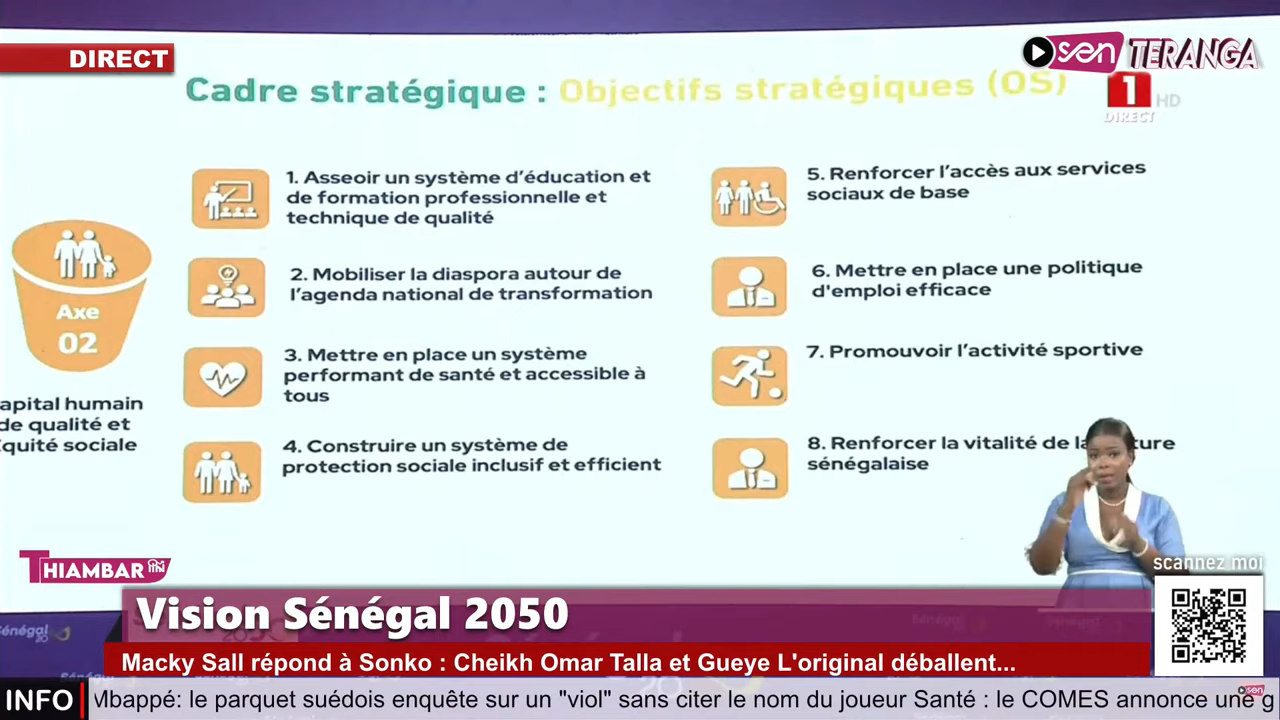 DIRECT
sen TERANGA
Cadre stratégique : Objectifs stratégiques (OS)
1 HD
DIRECT
Axe
02
apital humain
de qualité et
quité sociale
1. Asseoir un système d'éducation et
de formation professionnelle et
technique de qualité
2. Mobiliser la diaspora autour de
l'agenda national de transformation
3. Mettre en place un système
performant de santé et accessible à
tous
4. Construire un système de
protection sociale inclusif et efficient
5. Renforcer l'accès aux services
sociaux de base
6. Mettre en place une politique
d'emploi efficace
7. Promouvoir l'activité sportive
8. Renforcer la vitalité de la ture
sénégalaise
THIAMBAR
scannez moi
Vision Sénégal 2050
Sénégal
Macky Sall répond à Sonko : Cheikh Omar Talla et Gueye L'original déballent...
INFO
Mbappé: le parquet suédois enquête sur un "viol" sans citer le nom du joueur Santé : le COMES annonce une g
sen